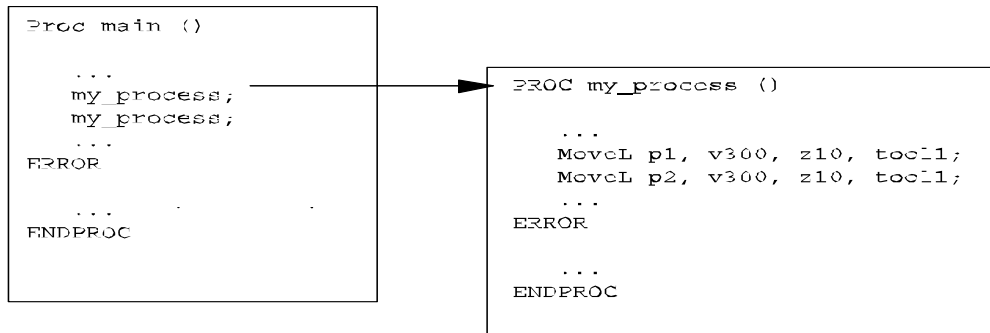 Proc main ()
...
my_process;
my_process;
...
ERROR
...
ENDPROC
PROC my_process ()
...
MoveL p1, v300, z10, tool1;
MoveL p2, v300, z10, tool1;
...
ERROR
...
ENDPROC